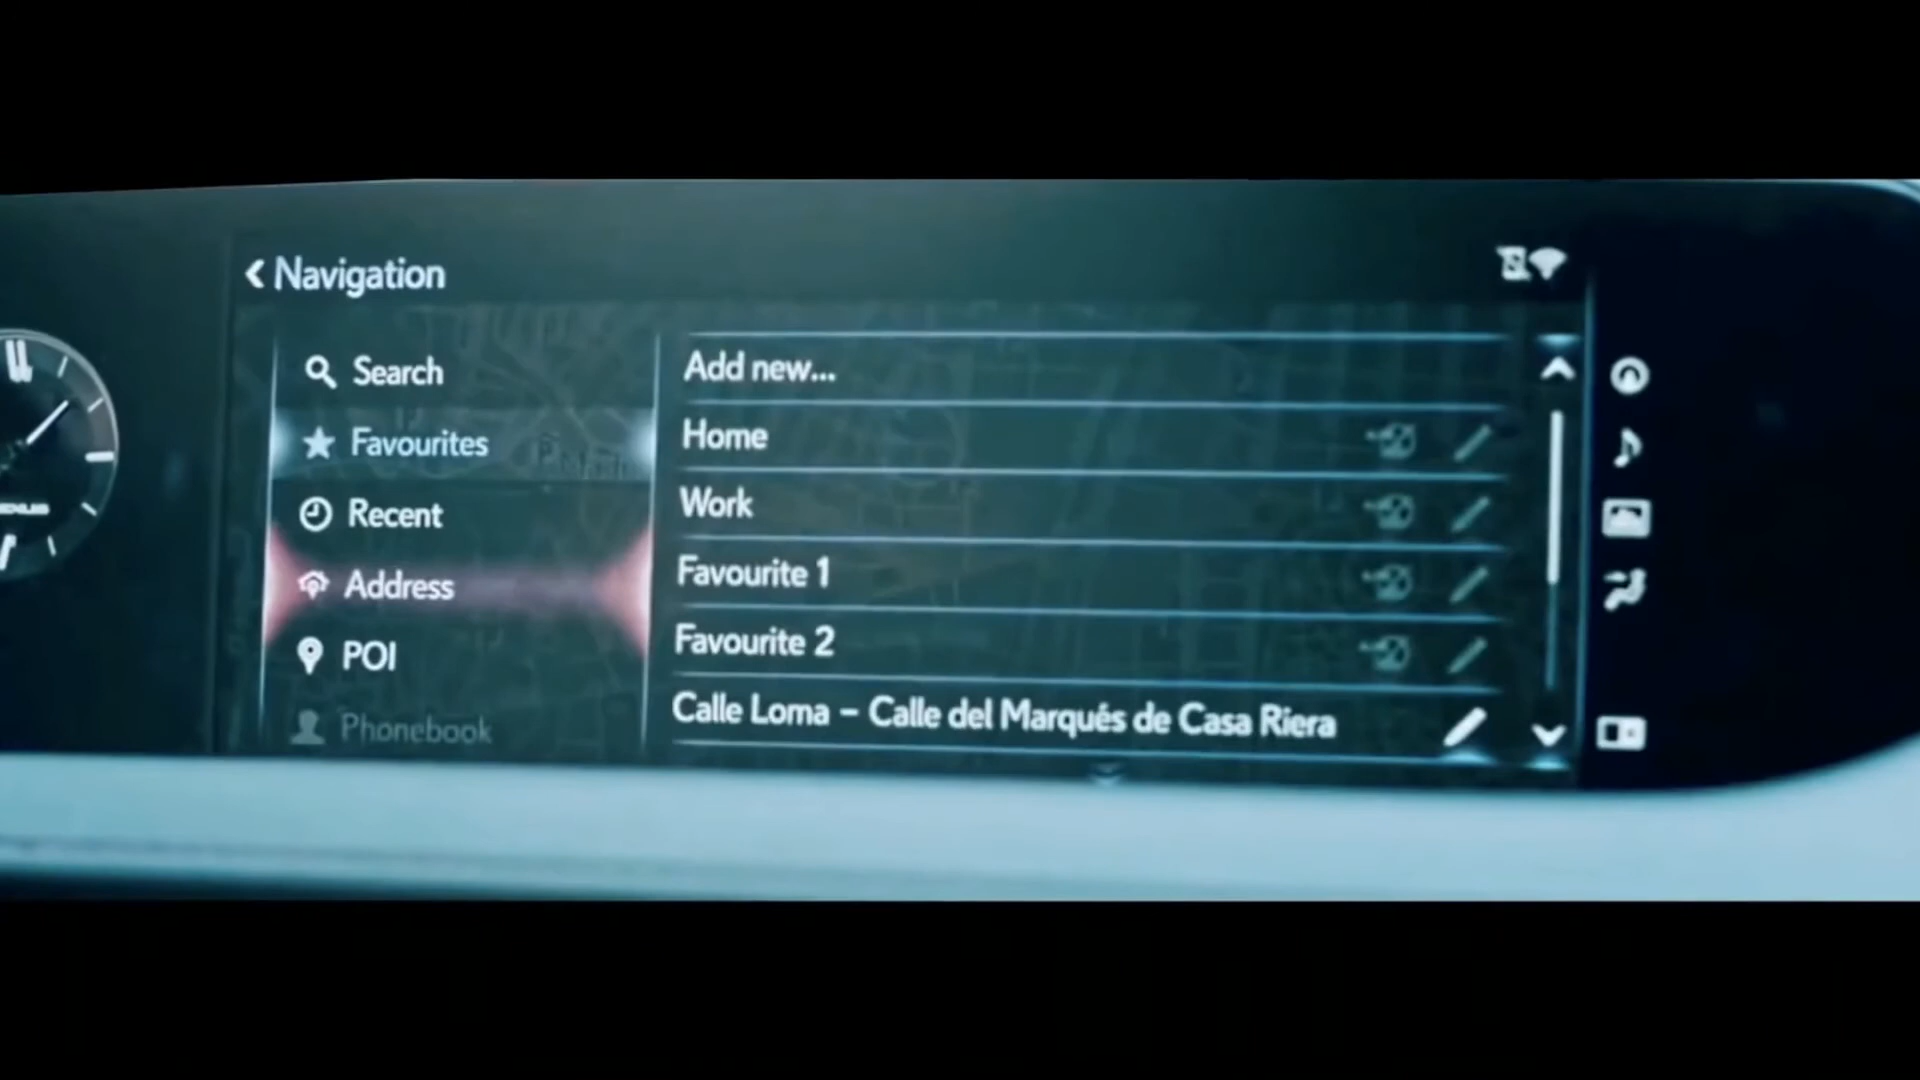 Navigation
Search
Favourites
Recent
Address
POI
Phonebook
Add new...
Home
Work
Favourite 1
Favourite 2
Calle Loma – Calle del Marqués de Casa Riera